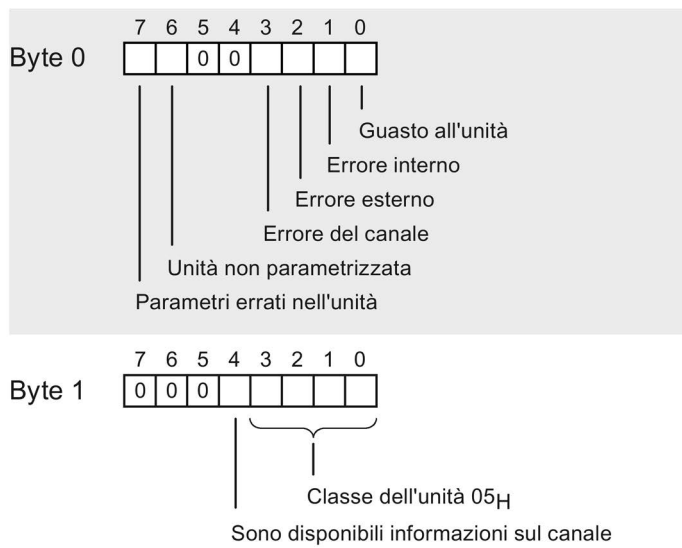 7 6 5 4 3 2 1 0
Byte 0 0 0
Guasto all'unità
Errore interno
Errore esterno
Errore del canale
Unità non parametrizzata
Parametri errati nell'unità
7 6 5 4 3 2 1 0
Byte 1 0 0 0
Classe dell'unità 05H
Sono disponibili informazioni sul canale